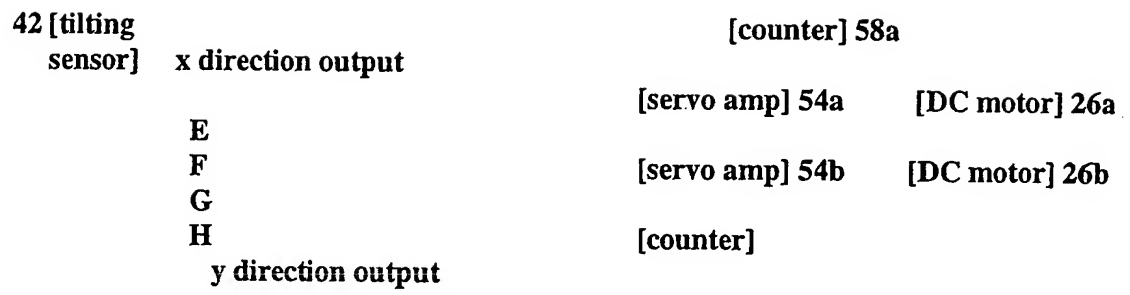 42 [tilting
sensor] x direction output
E
F
G
H
y direction output
[counter] 58a
[servo amp] 54a [DC motor] 26a
[servo amp] 54b [DC motor] 26b
[counter]